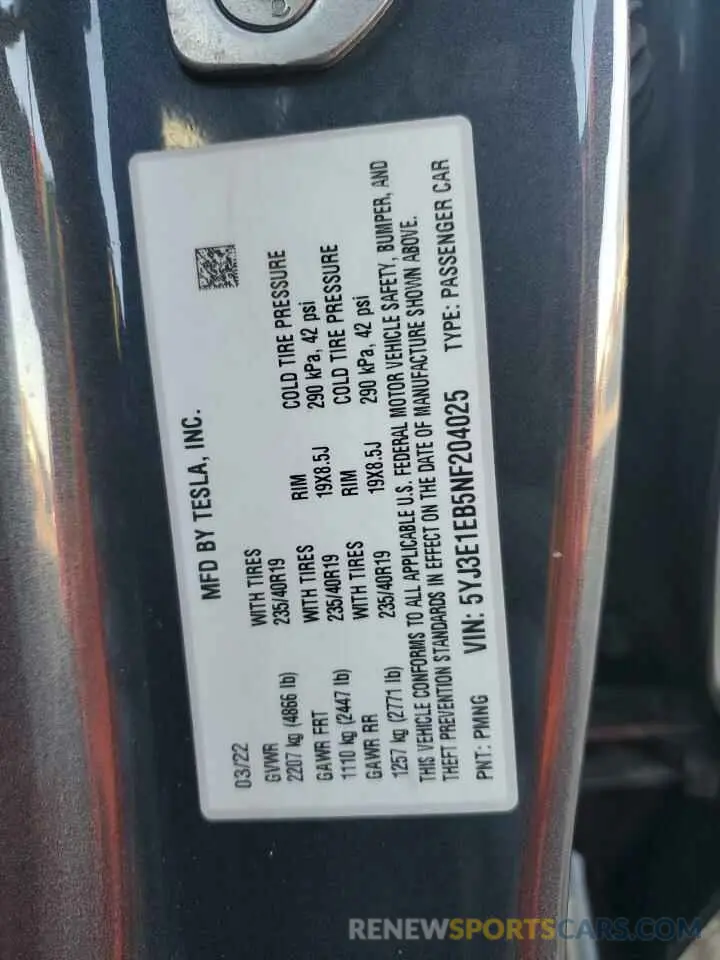 MFD BY TESLA, INC.
03/22
GVWR WITH TIRES RIM COLD TIRE PRESSURE
2207 kg (4866 lb) 235/40R19 19X8.5J 290 kPa, 42 psi
GAWR FRT WITH TIRES RIM COLD TIRE PRESSURE
1110 kg (2447 lb) 235/40R19 19X8.5J 290 kPa, 42 psi
GAWR RR WITH TIRES
1257 kg (2771 lb) 235/40R19
THIS VEHICLE CONFORMS TO ALL APPLICABLE U.S. FEDERAL MOTOR VEHICLE SAFETY, BUMPER, AND
THEFT PREVENTION STANDARDS IN EFFECT ON THE DATE OF MANUFACTURE SHOWN ABOVE.
PNT: PMNG VIN: 5YJ3E1EB5NF204025 TYPE: PASSENGER CAR
RENEWSPORTSCARS.COM